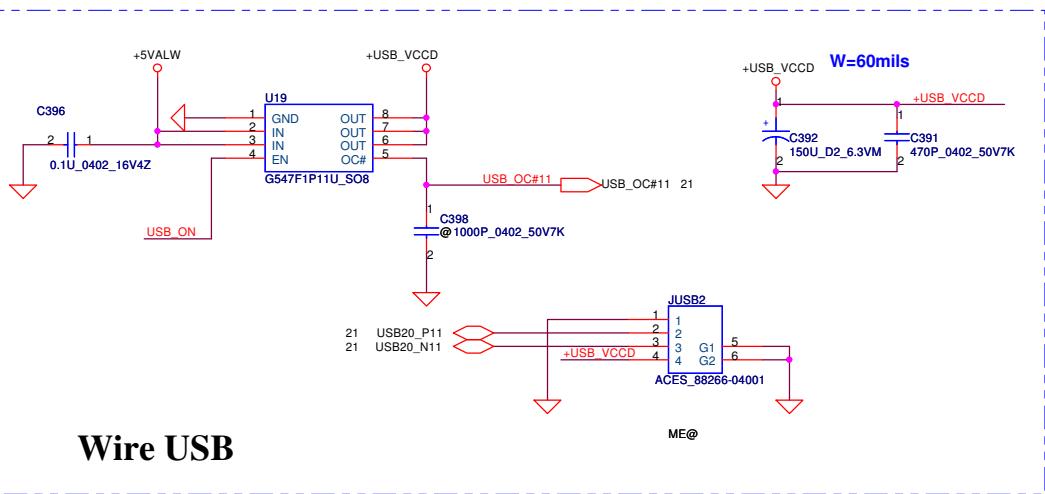 +5VALW
+USB_VCCD
C396
2
1
0.1U_0402_16V4Z
U19
1
GND
OUT
8
2
IN
OUT
7
3
IN
OUT
6
4
EN
OC#
5
G547F1P11U_SO8
USB_ON
USB_OC#11
USB_OC#11 21
1
C398
@ 1000P_0402_50V7K
2
W=60mils
+USB_VCCD
+USB_VCCD
1
+
C392
150U_D2_6.3VM
2
1
C391
470P_0402_50V7K
2
JUSB2
1
1
21 USB20_P11
2
2
21 USB20_N11
3
3
G1
5
+USB_VCCD
4
4
G2
6
ACES_88266-04001
ME@
Wire USB